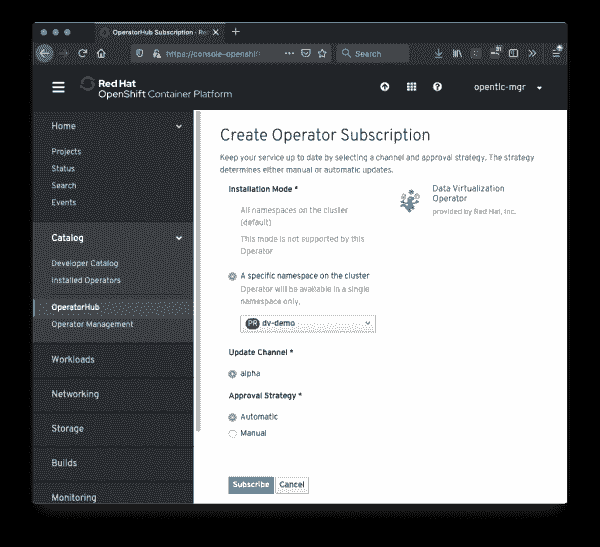 OperatorHub Subscription · Re
https://console-openshif
Search
Red Hat
OpenShift Container Platform
opentlc-mgr
Home
Projects
Status
Search
Events
Catalog
Developer Catalog
Installed Operators
OperatorHub
Operator Management
Workloads
Networking
Storage
Builds
Monitoring
Create Operator Subscription
Keep your service up to date by selecting a channel and approval strategy. The strategy
determines either manual or automatic updates.
Installation Mode *
All namespaces on the cluster
(default)
This mode is not supported by this
Operator
A specific namespace on the cluster
Operator will be available in a single
namespace only.
PR dv-demo
Update Channel *
alpha
Approval Strategy *
Automatic
Manual
Subscribe
Cancel
Data Virtualization
Operator
provided by Red Hat, Inc.